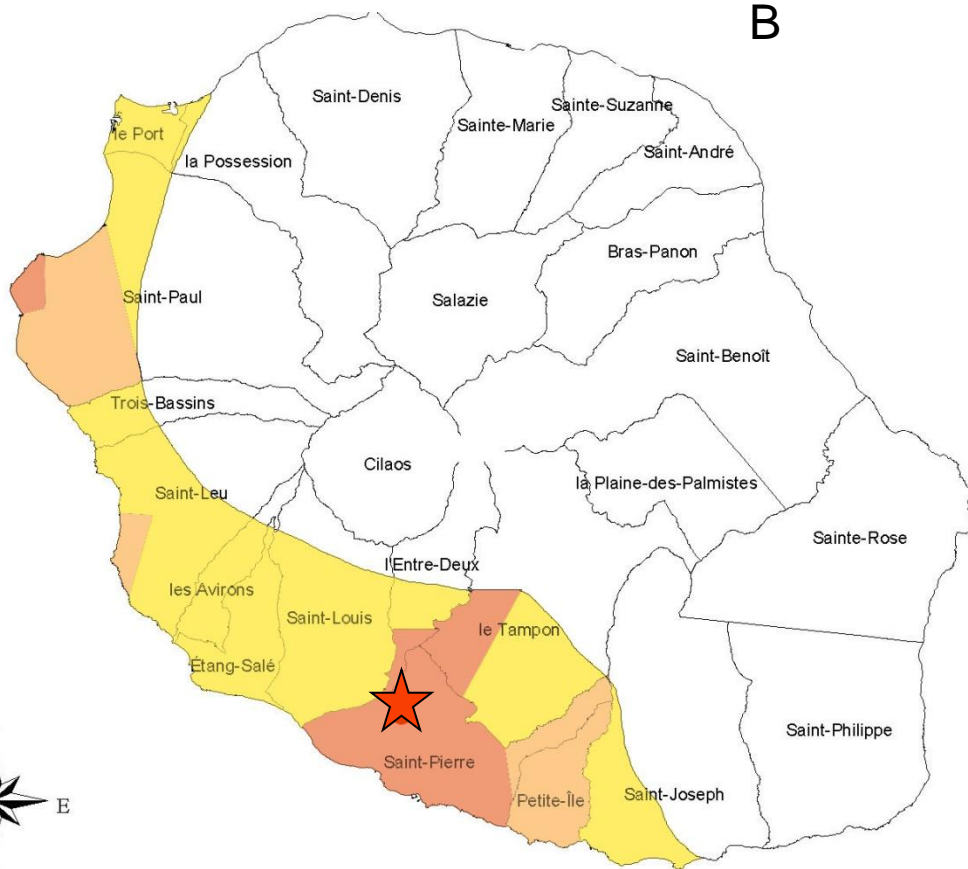 B
Saint-Denis
Sainte-Marie
Sainte-Suzanne
Saint-André
le Port
la Possession
Bras-Panon
Saint-Paul
Salazie
Saint-Benoît
Trois-Bassins
Cilaos
la Plaine-des-Palmistes
Saint-Leu
Sainte-Rose
l'Entre-Deux
les Avirons
Saint-Louis
le Tampon
Étang-Salé
Saint-Philippe
Saint-Pierre
Petite-Île
Saint-Joseph
E